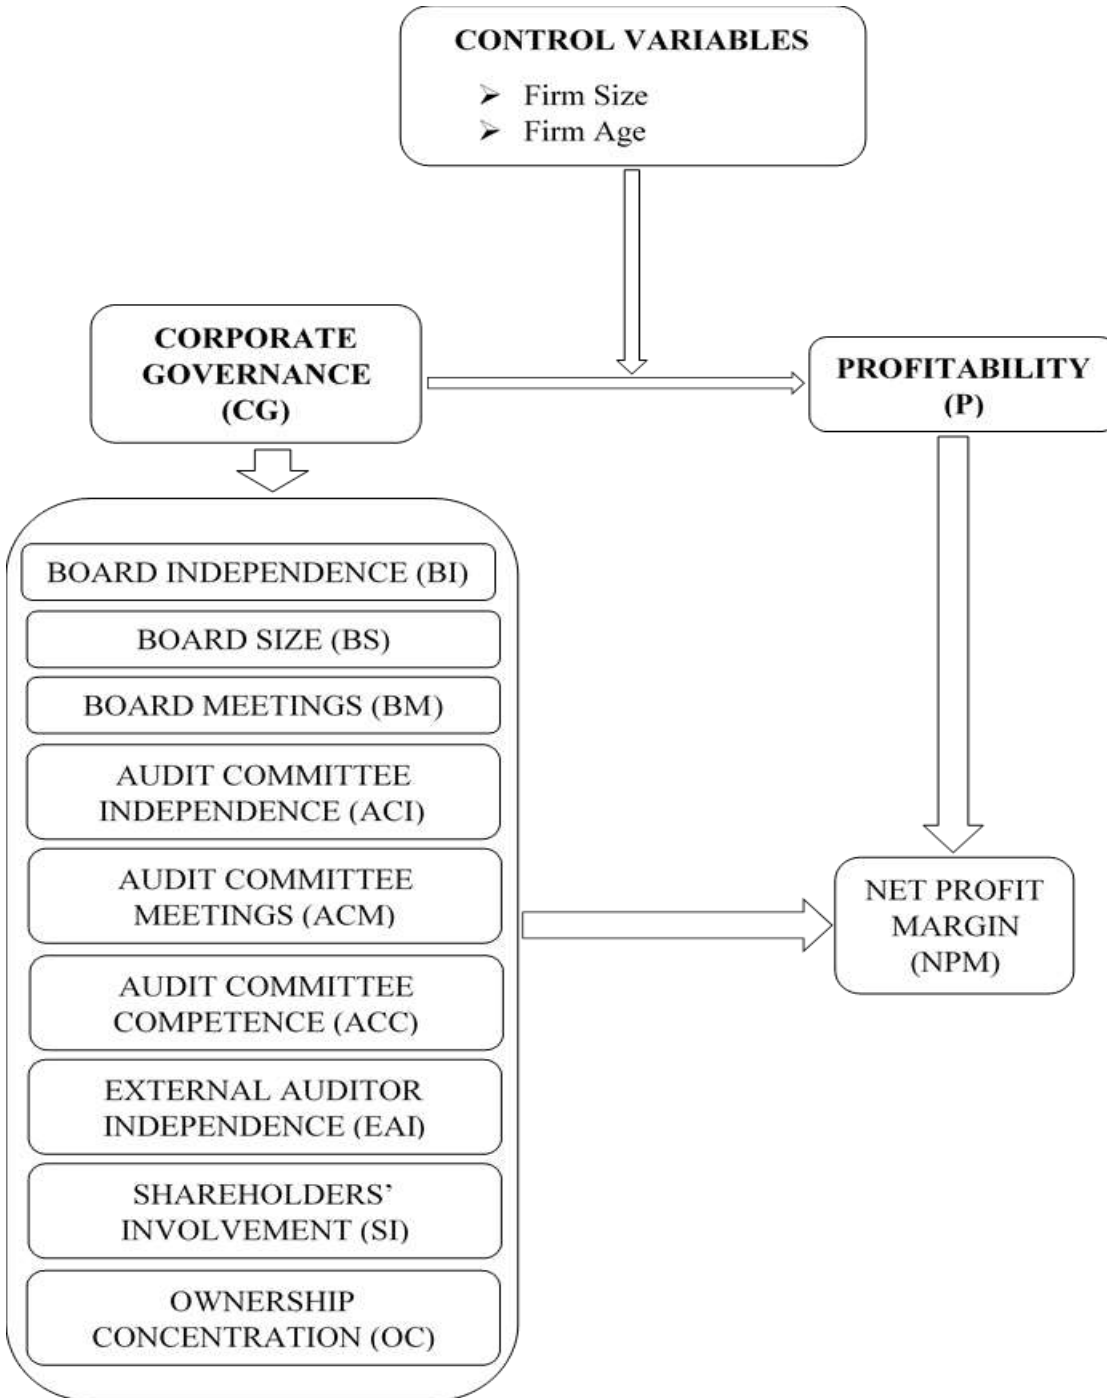 CONTROL VARIABLES
Firm Size
Firm Age
CORPORATE
GOVERNANCE
(CG)
PROFITABILITY
(P)
BOARD INDEPENDENCE (BI)
BOARD SIZE (BS)
BOARD MEETINGS (BM)
AUDIT COMMITTEE
INDEPENDENCE (ACI)
AUDIT COMMITTEE
MEETINGS (ACM)
AUDIT COMMITTEE
COMPETENCE (ACC)
EXTERNAL AUDITOR
INDEPENDENCE (EAI)
SHAREHOLDERS’
INVOLVEMENT (SI)
OWNERSHIP
CONCENTRATION (OC)
NET PROFIT
MARGIN
(NPM)